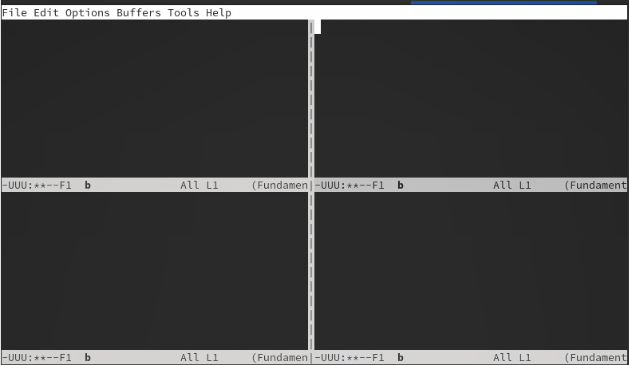 File Edit Options Buffers Tools Help
-UUU:**--F1  b             All L1     (Fundamen|-UUU:**--F1  b             All L1     (Fundament
-UUU:**--F1  b             All L1     (Fundamen|-UUU:**--F1  b             All L1     (Fundament